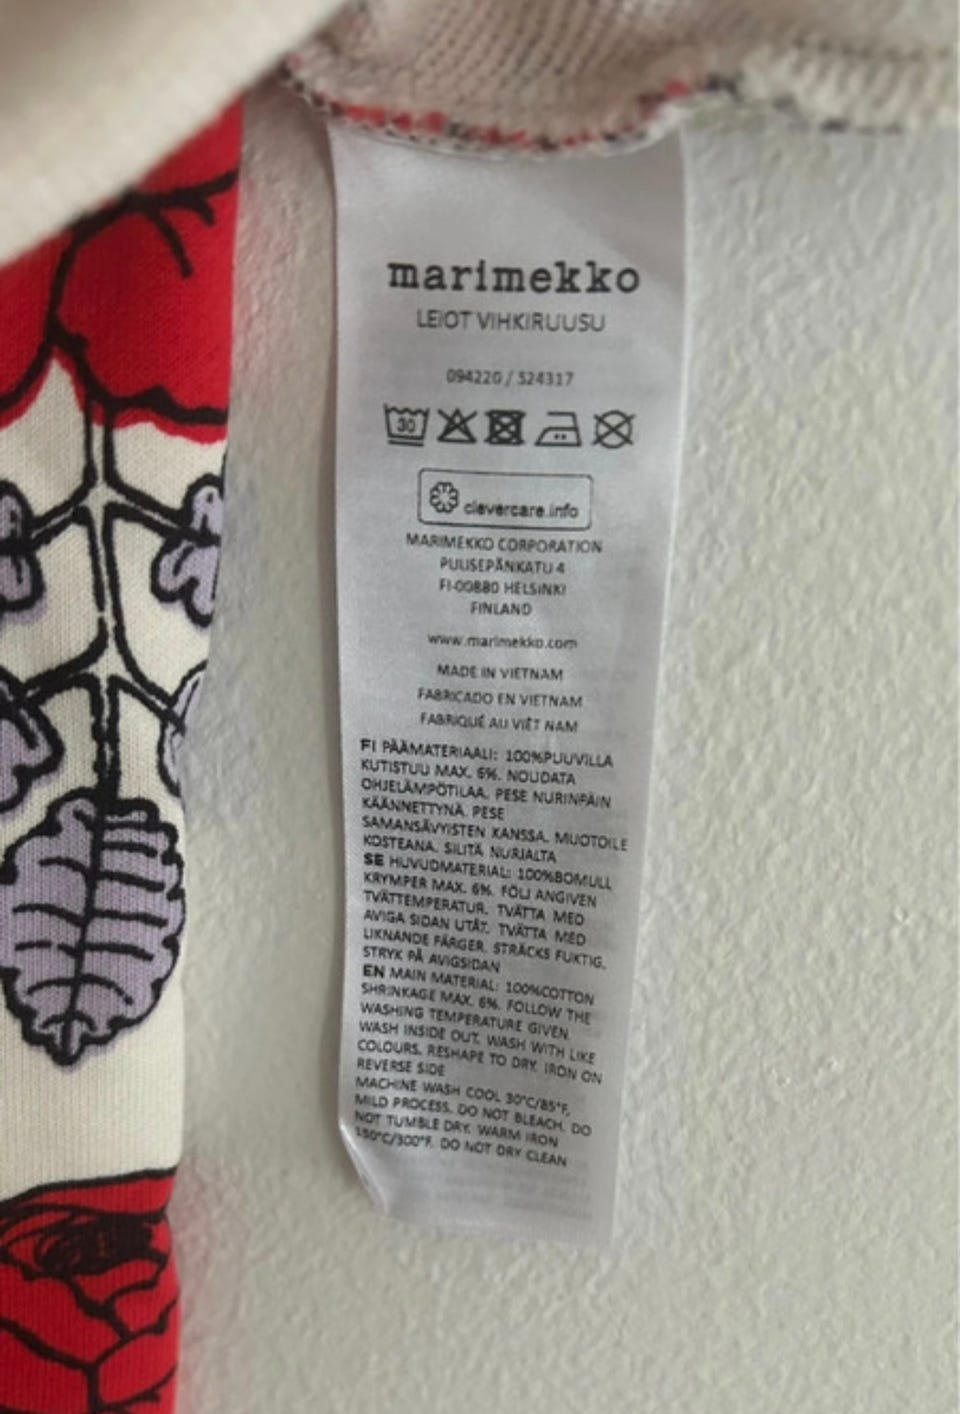 marimekko
LEIOT VIHKIRUUSU
094220 / 524317
30
clevercare.info
MARIMEKKO CORPORATION
PUUSEPÄNKATU 4
FI-00880 HELSINKI
FINLAND
www.marimekko.com
MADE IN VIETNAM
FABRICADO EN VIETNAM
FABRIQUÉ AU VIÊT NAM
FI PÄÄMATERIAALI: 100%PUUVILLA
KUTISTUU MAX. 6%. NOUDATA
OHJELÄMPÖTILAA. PESE NURINPÄIN
KÄÄNNETTYNÄ. PESE
SAMANSÄVYISTEN KANSSA. MUOTOILE
KOSTEANA. SILITÄ NURJALTA
SE HUVUDMATERIAL: 100%BOMULL
KRYMPER MAX. 6%. FÖLJ ANGIVEN
TVÄTTEMPERATUR. TVÄTTA MED
AVIGA SIDAN UTÅT. TVÄTTA MED
LIKNANDE FÄRGER. STRÄCKS FUKTIG.
STRYK PÅ AVIGSIDAN
EN MAIN MATERIAL: 100%COTTON
SHRINKAGE MAX. 6%. FOLLOW THE
WASHING TEMPERATURE GIVEN.
WASH INSIDE OUT. WASH WITH LIKE
COLOURS. RESHAPE TO DRY. IRON ON
REVERSE SIDE
MACHINE WASH COOL 30°C/85°F,
MILD PROCESS. DO NOT BLEACH. DO
NOT TUMBLE DRY. WARM IRON
150°C/300°F. DO NOT DRY CLEAN